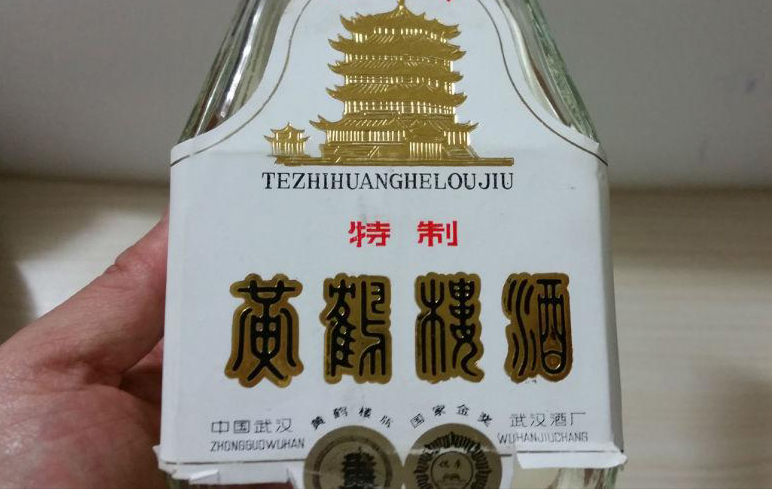 TEZHIHUANGHELOUJIU
特制
黄鹤楼酒
中国武汉 黄鹤楼 国家金奖 武汉酒厂
ZHONGGUOWUHAN WUHANJIUCHANG